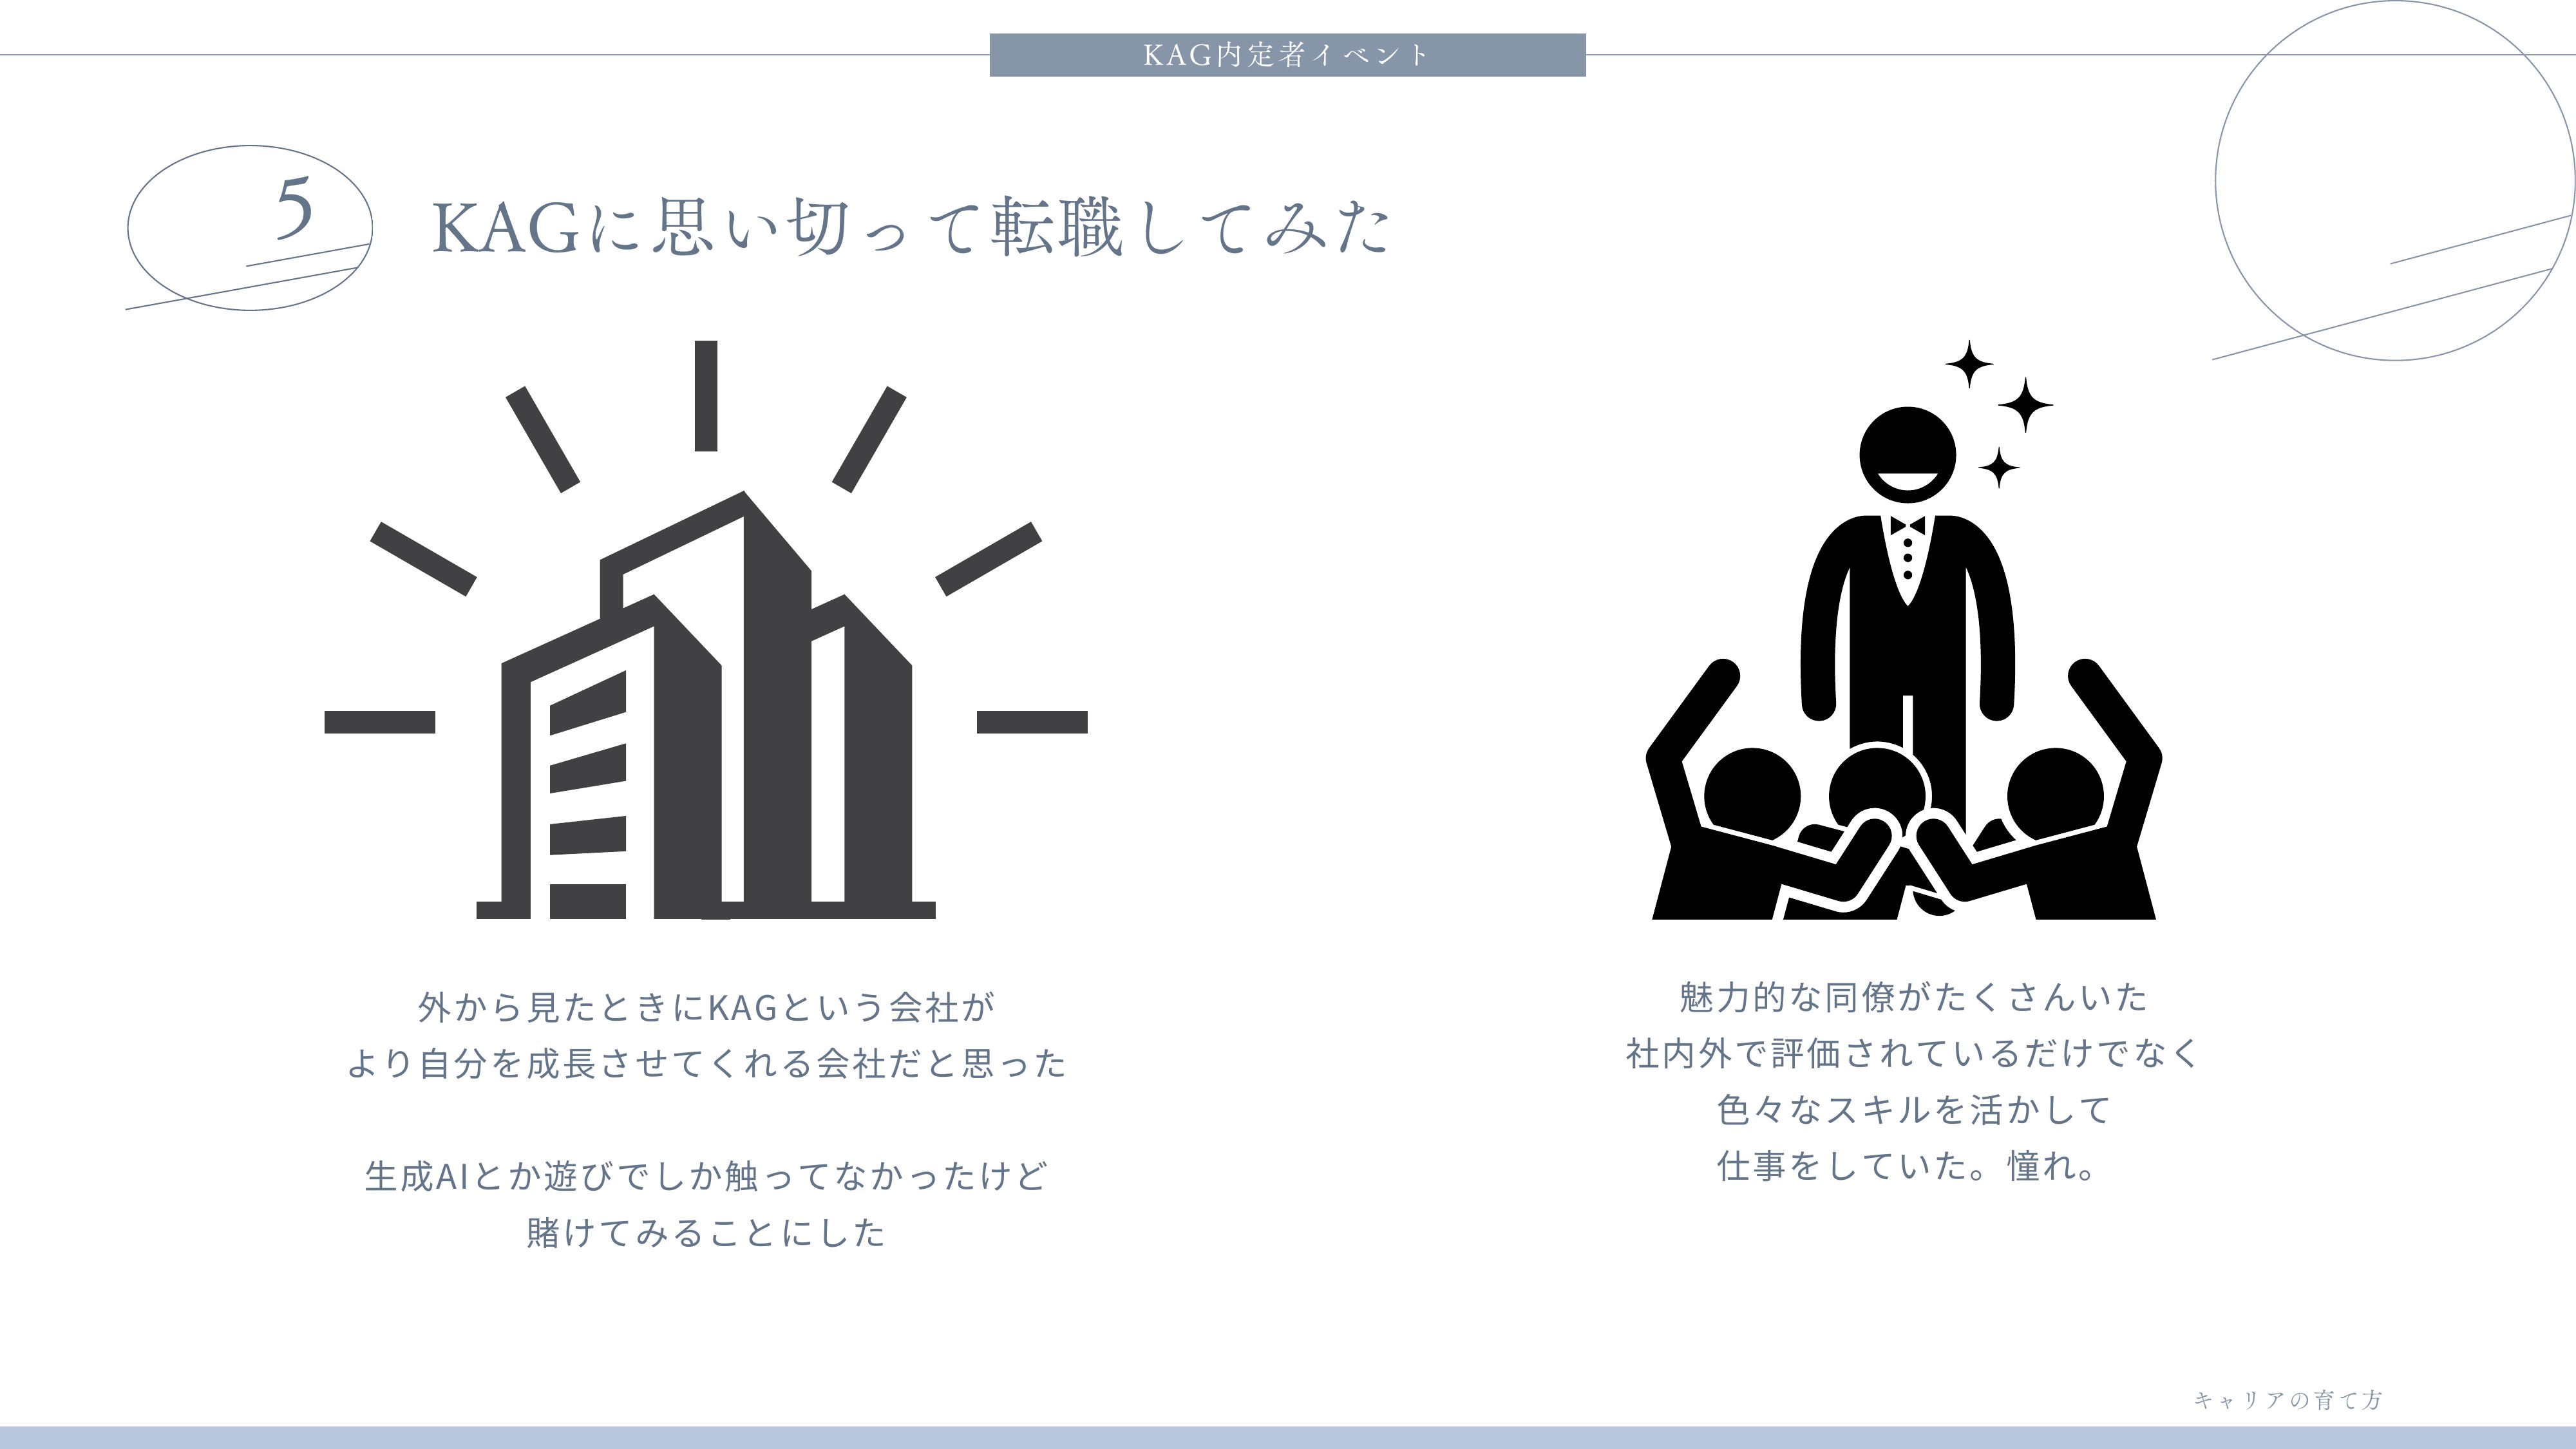 KAG内定者イベント
5
KAGに思い切って転職してみた
外から見たときにKAGという会社が
より自分を成長させてくれる会社だと思った
生成AIとか遊びでしか触ってなかったけど
賭けてみることにした
魅力的な同僚がたくさんいた
社内外で評価されているだけでなく
色々なスキルを活かして
仕事をしていた。憧れ。
キャリアの育て方